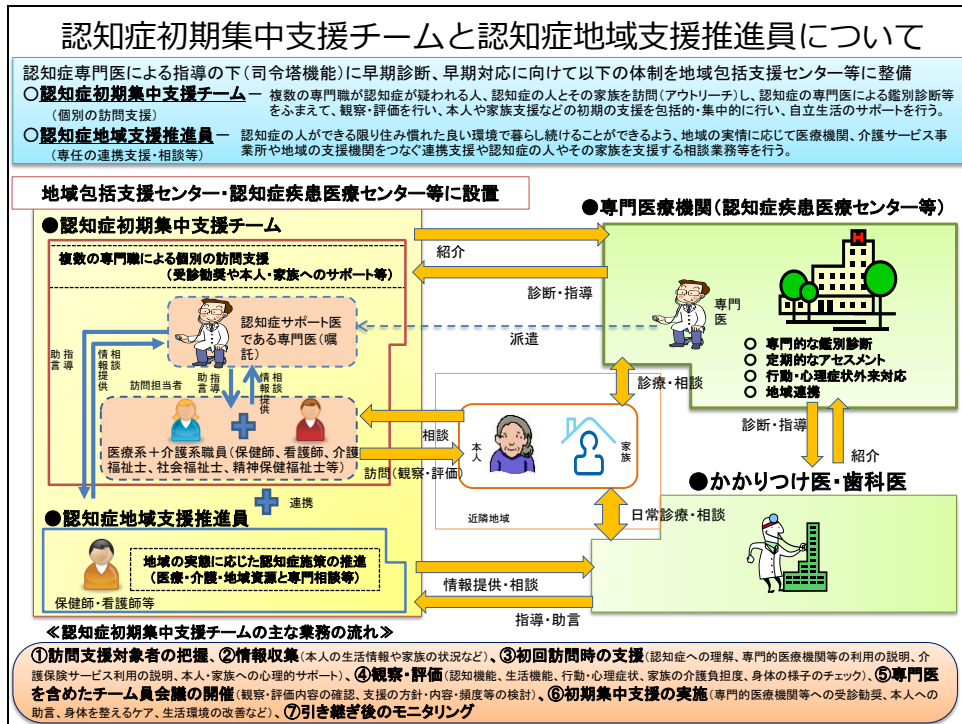 認知症初期集中支援チームと認知症地域支援推進員について
認知症専門医による指導の下(司令塔機能)に早期診断、早期対応に向けて以下の体制を地域包括支援センター等に整備
○認知症初期集中支援チーム－ 複数の専門職が認知症が疑われる人、認知症の人とその家族を訪問(アウトリーチ)し、認知症の専門医による鑑別診断等
(個別の訪問支援) をふまえて、観察・評価を行い、本人や家族支援などの初期の支援を包括的・集中的に行い、自立生活のサポートを行う。
○認知症地域支援推進員－ 認知症の人ができる限り住み慣れた良い環境で暮らし続けることができるよう、地域の実情に応じて医療機関、介護サービス事
(専任の連携支援・相談等) 業所や地域の支援機関をつなぐ連携支援や認知症の人やその家族を支援する相談業務等を行う。
地域包括支援センター・認知症疾患医療センター等に設置
●認知症初期集中支援チーム
複数の専門職による個別の訪問支援
(受診勧奨や本人・家族へのサポート等)
認知症サポート医
である専門医(嘱
託)
指導
助言
相談
情報提供
訪問担当者
指導
助言
相談
情報提供
医療系＋介護系職員(保健師、看護師、介護
福祉士、社会福祉士、精神保健福祉士等)
連携
●認知症地域支援推進員
地域の実態に応じた認知症施策の推進
(医療・介護・地域資源と専門相談等)
保健師・看護師等
紹介
診断・指導
派遣
相談
訪問(観察・評価)
本人
家族
近隣地域
診療・相談
日常診療・相談
情報提供・相談
指導・助言
●専門医療機関(認知症疾患医療センター等)
H
専門
医
○ 専門的な鑑別診断
○ 定期的なアセスメント
○ 行動・心理症状外来対応
○ 地域連携
診断・指導
紹介
●かかりつけ医・歯科医
≪認知症初期集中支援チームの主な業務の流れ≫
①訪問支援対象者の把握、②情報収集(本人の生活情報や家族の状況など)、③初回訪問時の支援(認知症への理解、専門的医療機関等の利用の説明、介
護保険サービス利用の説明、本人・家族への心理的サポート)、④観察・評価(認知機能、生活機能、行動・心理症状、家族の介護負担度、身体の様子のチェック)、⑤専門医
を含めたチーム員会議の開催(観察・評価内容の確認、支援の方針・内容・頻度等の検討)、⑥初期集中支援の実施(専門的医療機関等への受診勧奨、本人への
助言、身体を整えるケア、生活環境の改善など)、⑦引き継ぎ後のモニタリング